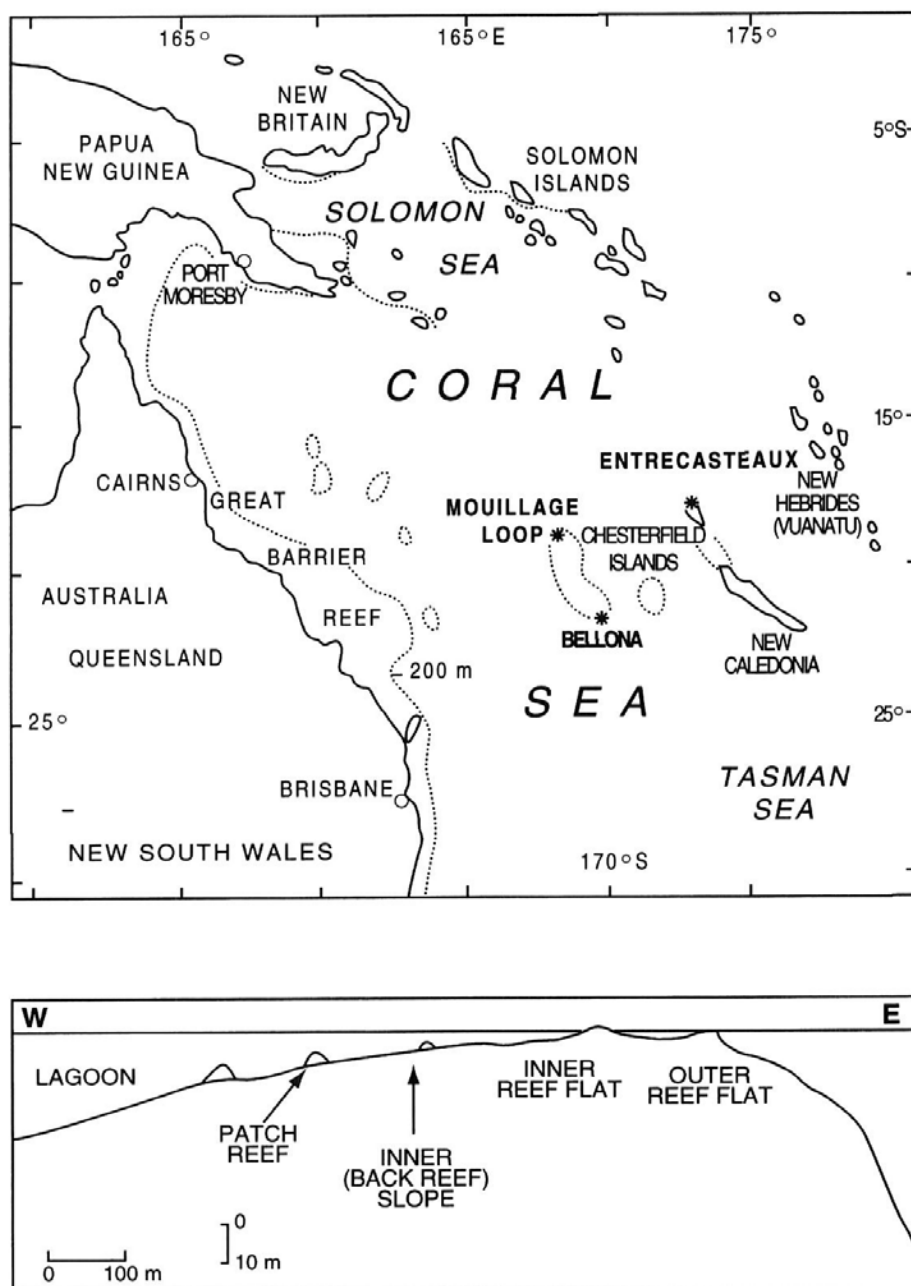 165°
165°E
175°
NEW
BRITAIN
5°S
PAPUA
NEW GUINEA
SOLOMON
ISLANDS
SOLOMON
SEA
PORT
MORESBY
CORAL
15°
ENTRECASTEAUX
CAIRNS
GREAT
MOUILLAGE
LOOP
CHESTERFIELD
ISLANDS
NEW
HEBRIDES
(VUANATU)
BARRIER
AUSTRALIA
REEF
QUEENSLAND
BELLONA
NEW
CALEDONIA
200 m
SEA
25°
25°
TASMAN
SEA
BRISBANE
NEW SOUTH WALES
170°S
W
E
LAGOON
INNER
REEF FLAT
OUTER
REEF FLAT
PATCH
REEF
INNER
(BACK REEF)
SLOPE
0
10 m
0 100 m